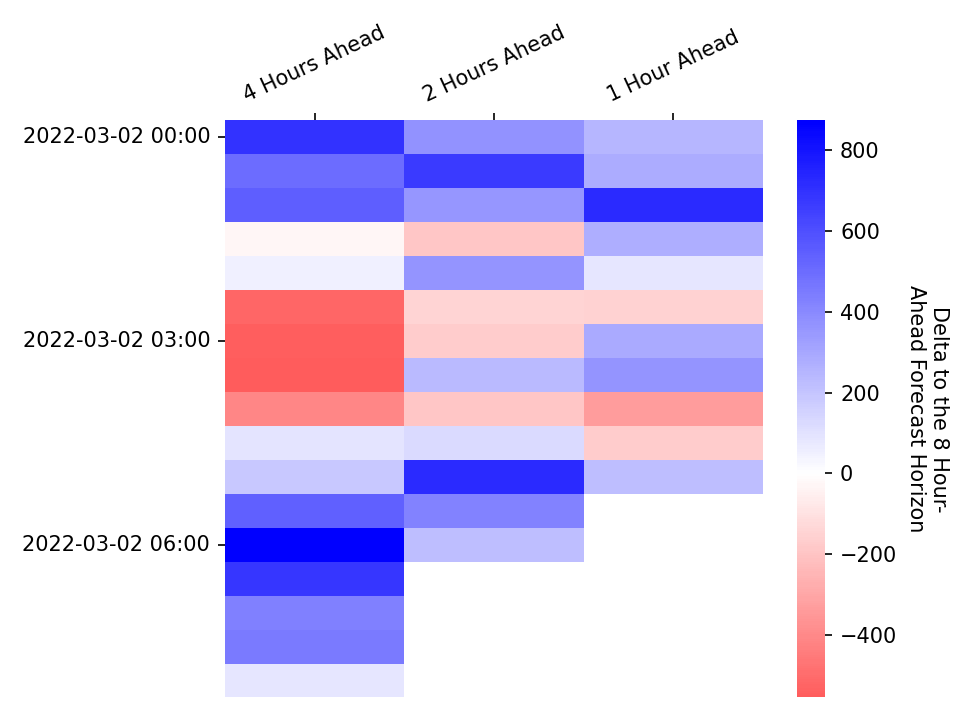 4 Hours Ahead
2 Hours Ahead
1 Hour Ahead
2022-03-02 00:00
2022-03-02 03:00
2022-03-02 06:00
800
600
400
200
0
−200
−400
Delta to the 8 Hour-
Ahead Forecast Horizon